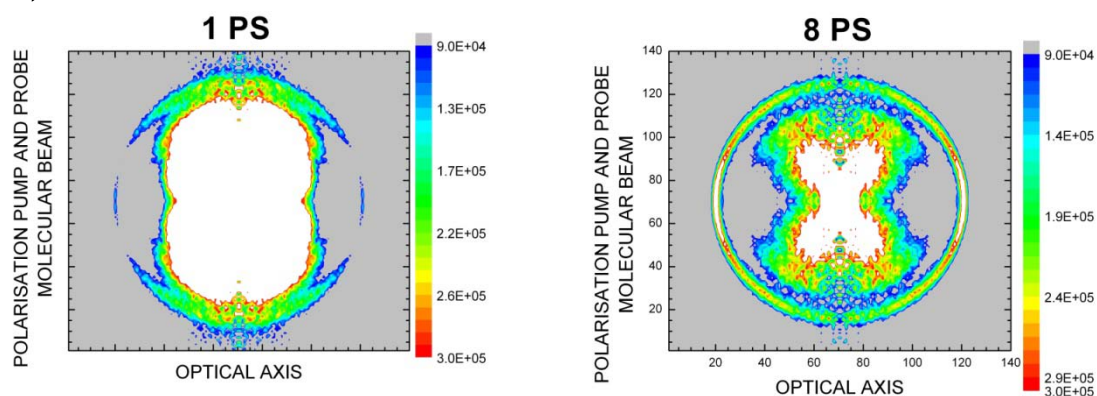 1 PS
POLARISATION PUMP AND PROBE
MOLECULAR BEAM
OPTICAL AXIS
9.0E+04
1.3E+05
1.7E+05
2.2E+05
2.6E+05
3.0E+05
8 PS
POLARISATION PUMP AND PROBE
MOLECULAR BEAM
140
120
100
80
60
40
20
20 40 60 80 100 120 140
OPTICAL AXIS
9.0E+04
1.4E+05
1.9E+05
2.4E+05
2.9E+05
3.0E+05